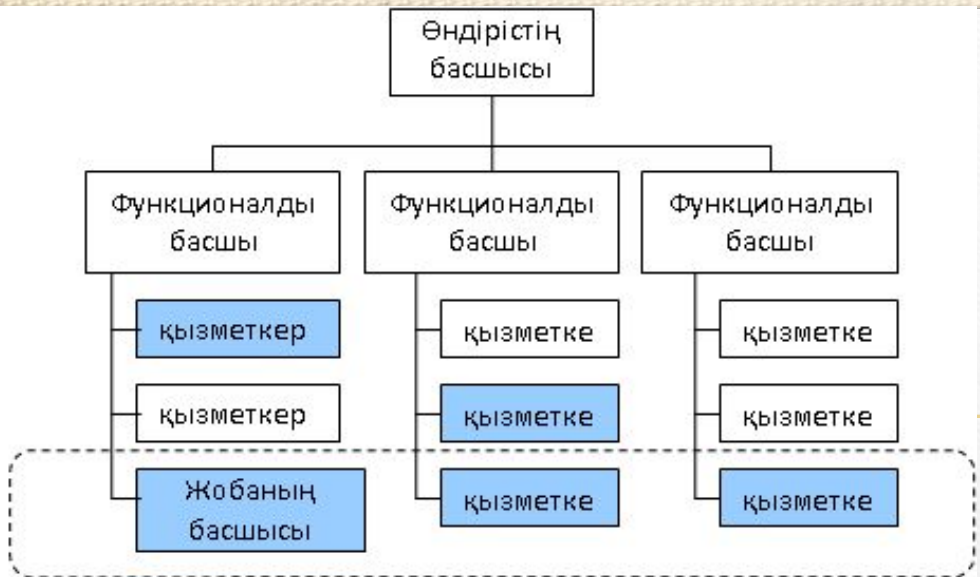 Өндірістің
басшысы
Функционалды
басшы
Функционалды
басшы
Функционалды
басшы
қызметкер
қызметке
қызметке
қызметкер
қызметке
қызметке
Жобаның
басшысы
қызметке
қызметке